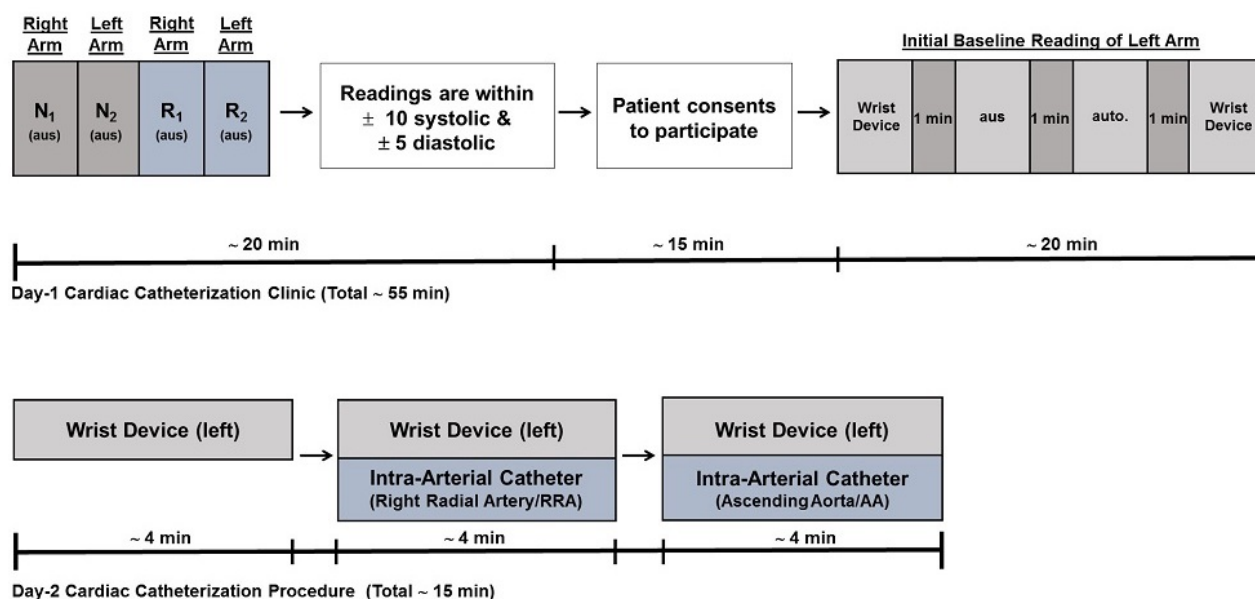 Right Arm
Left Arm
Right Arm
Left Arm
N1 (aus)
N2 (aus)
R1 (aus)
R2 (aus)
Readings are within
± 10 systolic &
± 5 diastolic
Patient consents
to participate
Initial Baseline Reading of Left Arm
Wrist Device
1 min
aus
1 min
auto.
1 min
Wrist Device
~ 20 min
~ 15 min
~ 20 min
Day-1 Cardiac Catheterization Clinic (Total ~ 55 min)
Wrist Device (left)
Wrist Device (left)
Intra-Arterial Catheter
(Right Radial Artery/RRA)
Wrist Device (left)
Intra-Arterial Catheter
(Ascending Aorta/AA)
~ 4 min
~ 4 min
~ 4 min
Day-2 Cardiac Catheterization Procedure (Total ~ 15 min)